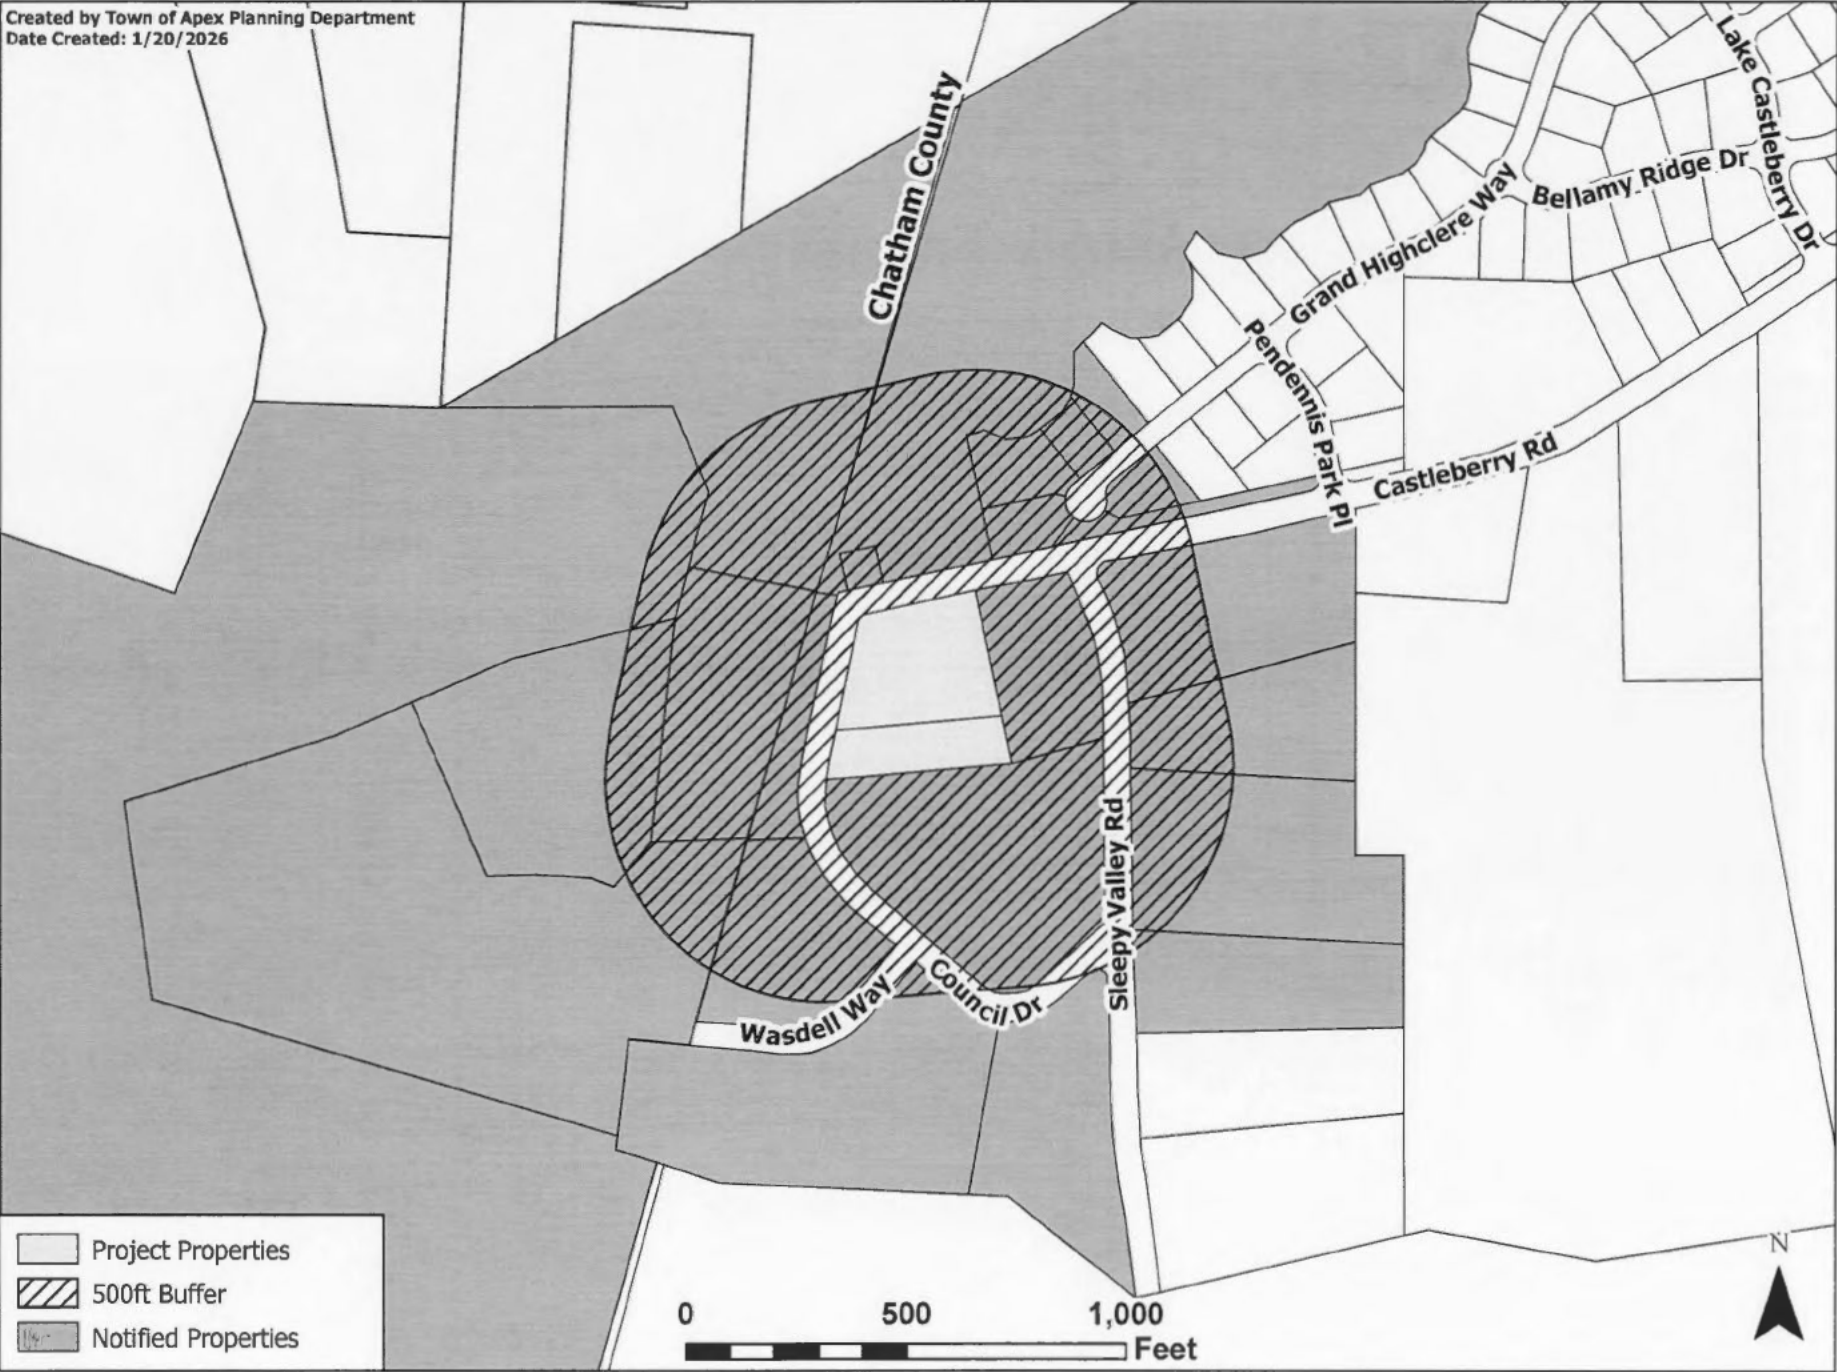 Created by Town of Apex Planning Department
Date Created: 1/20/2026
Lake Castleberry Dr
Chatham County
Bellamy Ridge Dr
Grand Highclere Way
Pendennis Park Pl
Castleberry Rd
Sleepy Valley Rd
Council Dr
Wasdell Way
Project Properties
500ft Buffer
Notified Properties
0 500 1,000
Feet
N